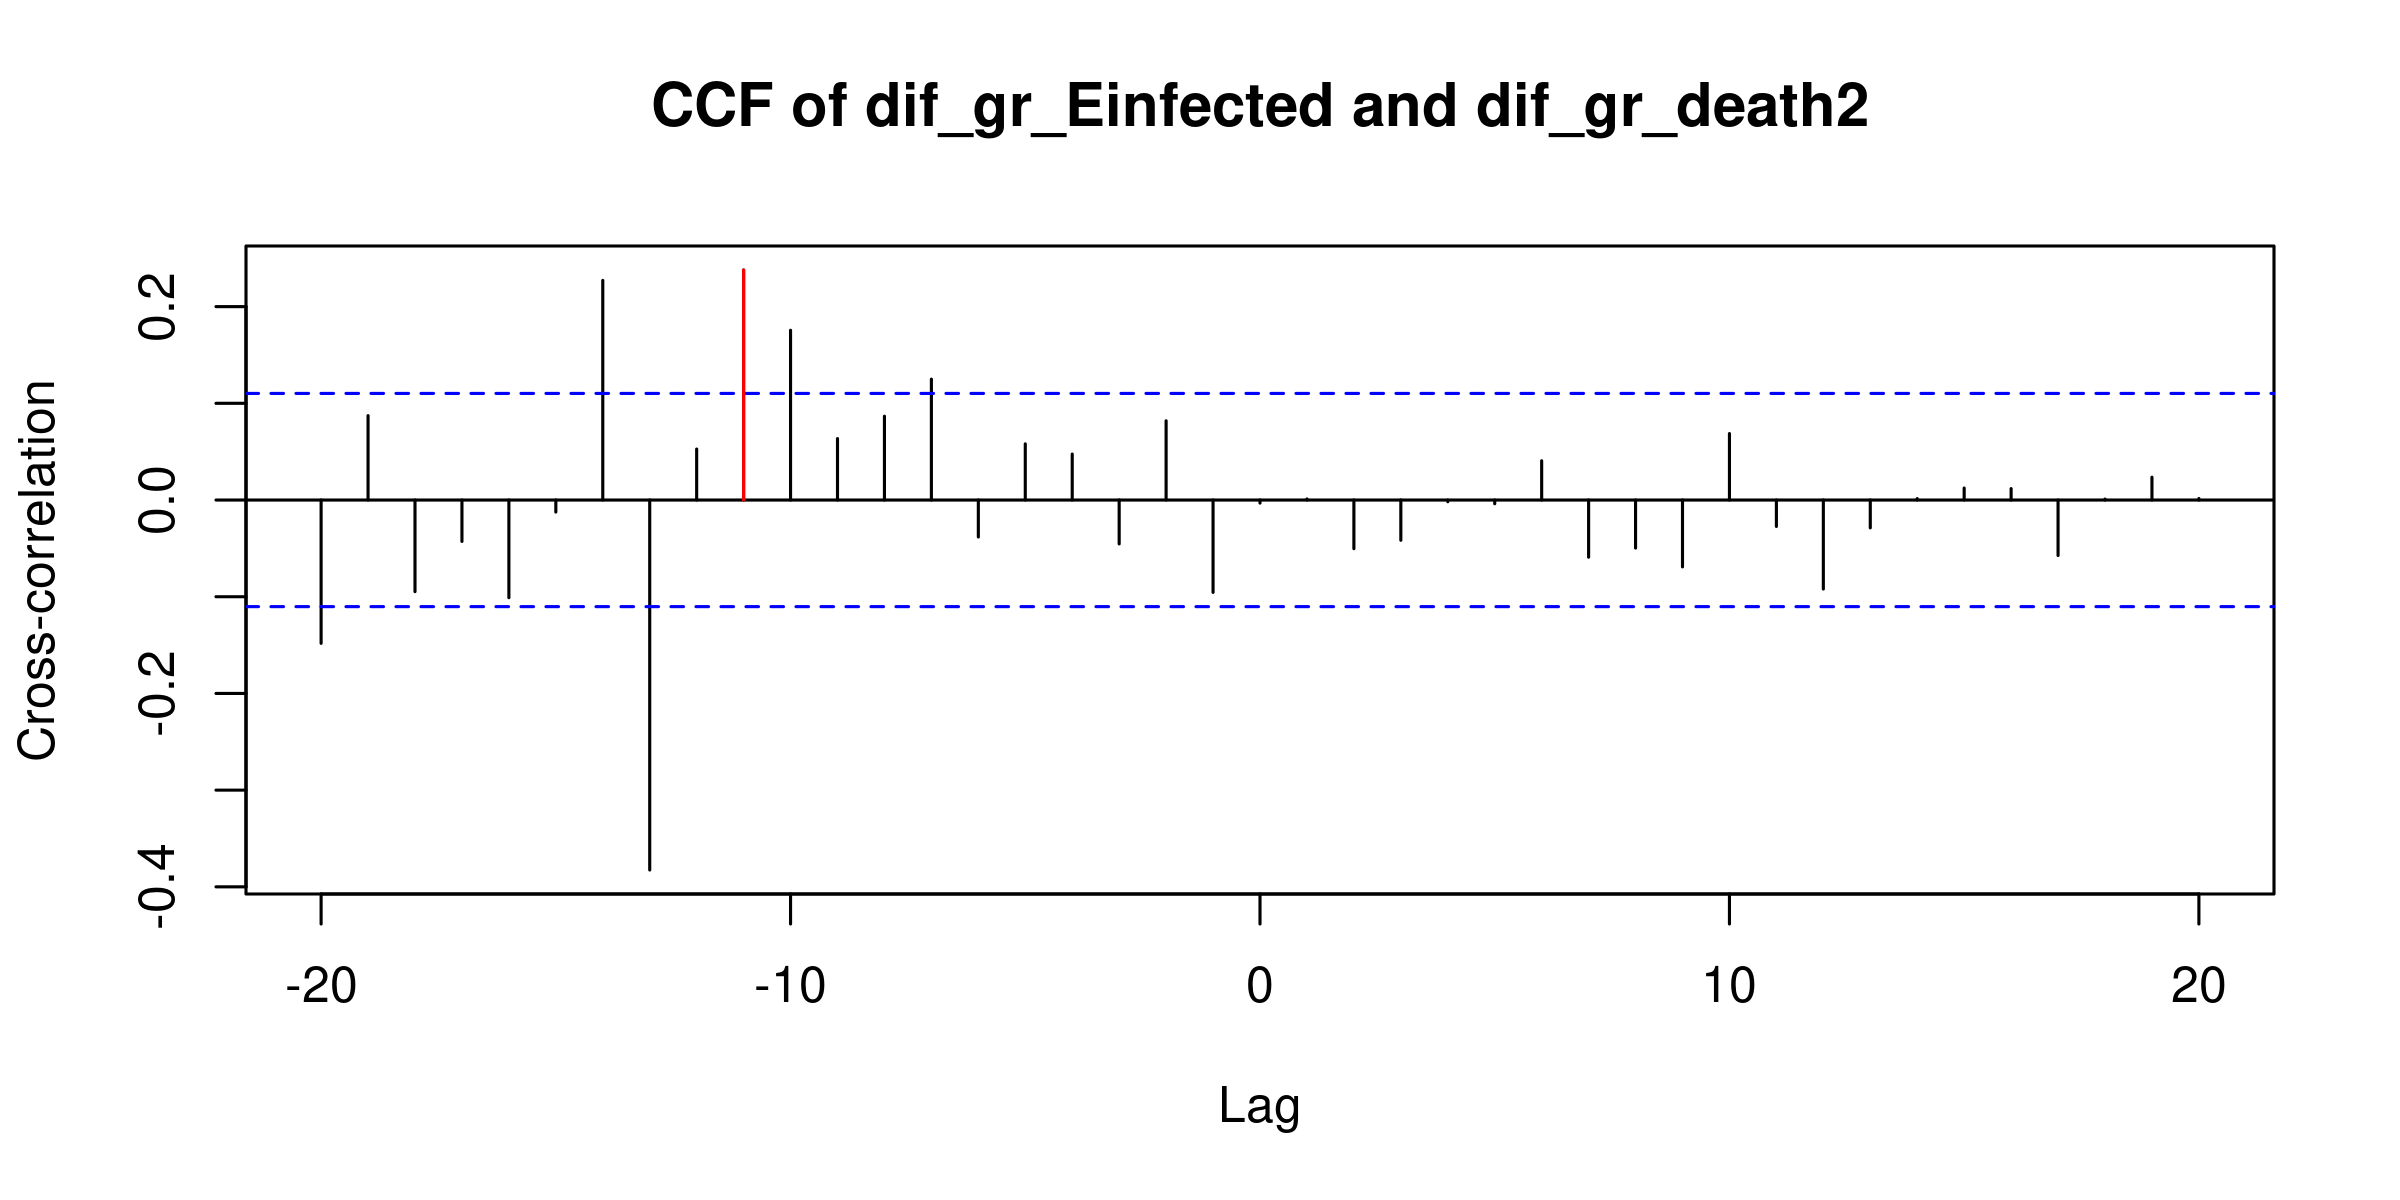 CCF of dif_gr_Einfected and dif_gr_death2
Cross-correlation
0.2
0.0
-0.2
-0.4
-20 -10 0 10 20
Lag